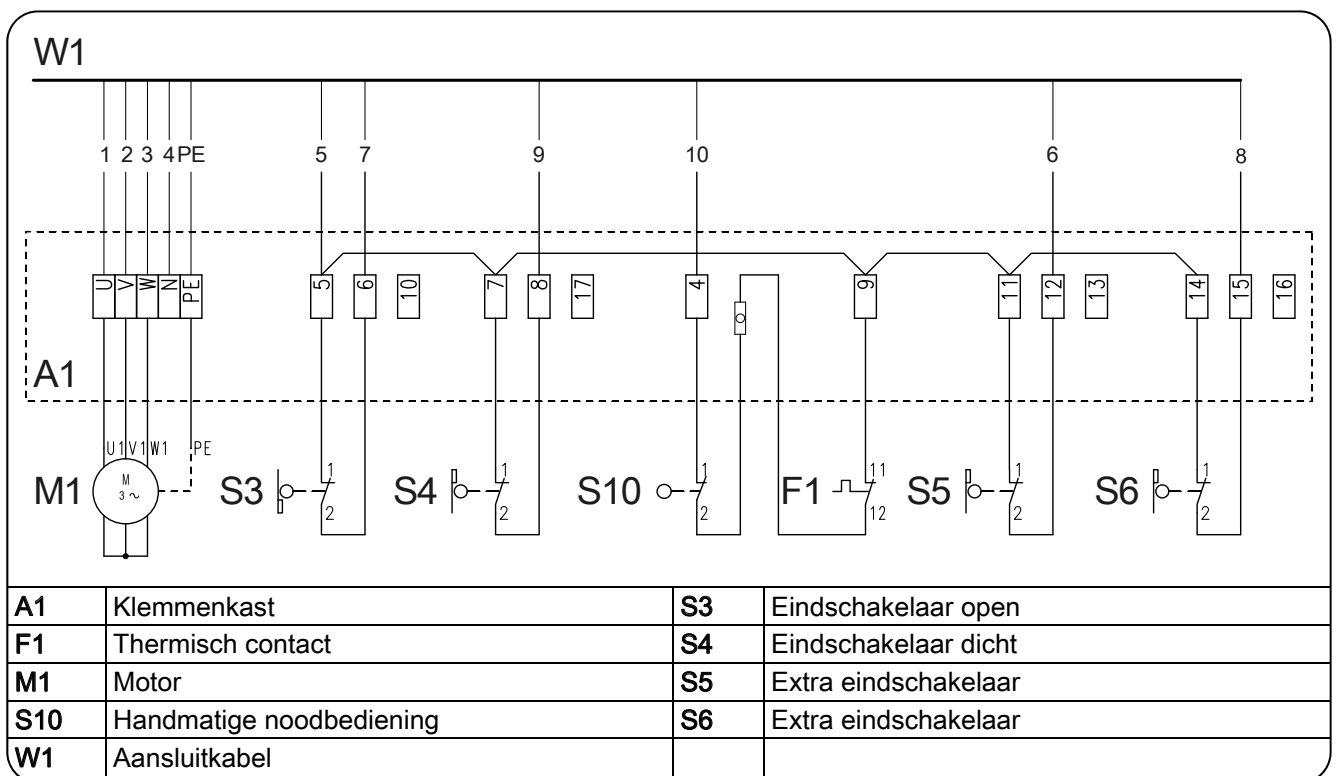 W1
1 2 3 4 PE 5 7 9 10 6 8
U V W N PE 5 6 10 7 8 17 4 9 11 12 13 14 15 16
A1
U1 V1 W1 PE
M1 M 3 ~ S3 1 2 S4 1 2 S10 1 2 F1 11 12 S5 1 2 S6 1 2
A1 Klemmenkast S3 Eindschakelaar open
F1 Thermisch contact S4 Eindschakelaar dicht
M1 Motor S5 Extra eindschakelaar
S10 Handmatige noodbediening S6 Extra eindschakelaar
W1 Aansluitkabel